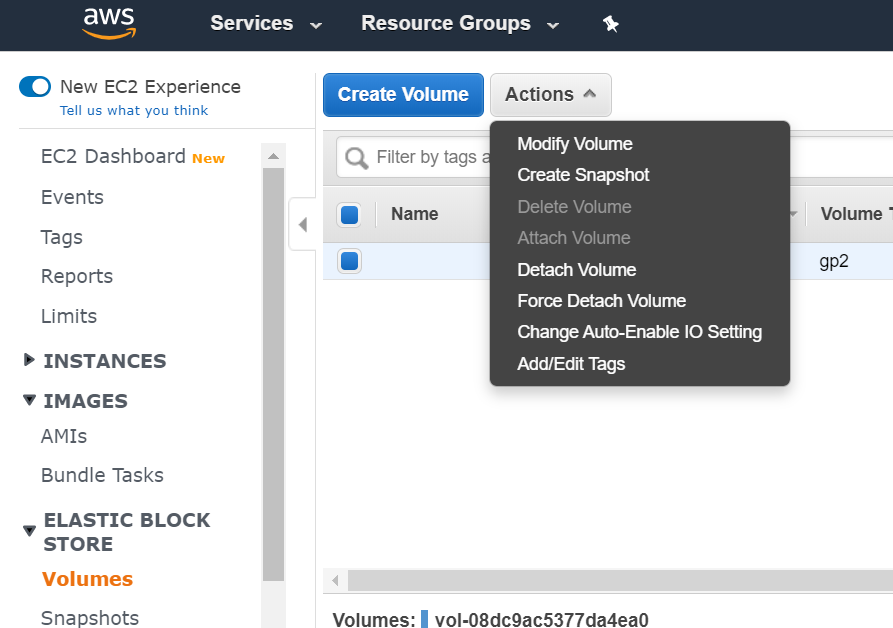 aws Services Resource Groups
New EC2 Experience
Tell us what you think
EC2 Dashboard New
Events
Tags
Reports
Limits
INSTANCES
IMAGES
AMIs
Bundle Tasks
ELASTIC BLOCK
STORE
Volumes
Snapshots
Create Volume Actions
Filter by tags a
Modify Volume
Create Snapshot
Delete Volume
Attach Volume
Detach Volume
Force Detach Volume
Change Auto-Enable IO Setting
Add/Edit Tags
Name Volume T
gp2
Volumes: vol-08dc9ac5377da4ea0